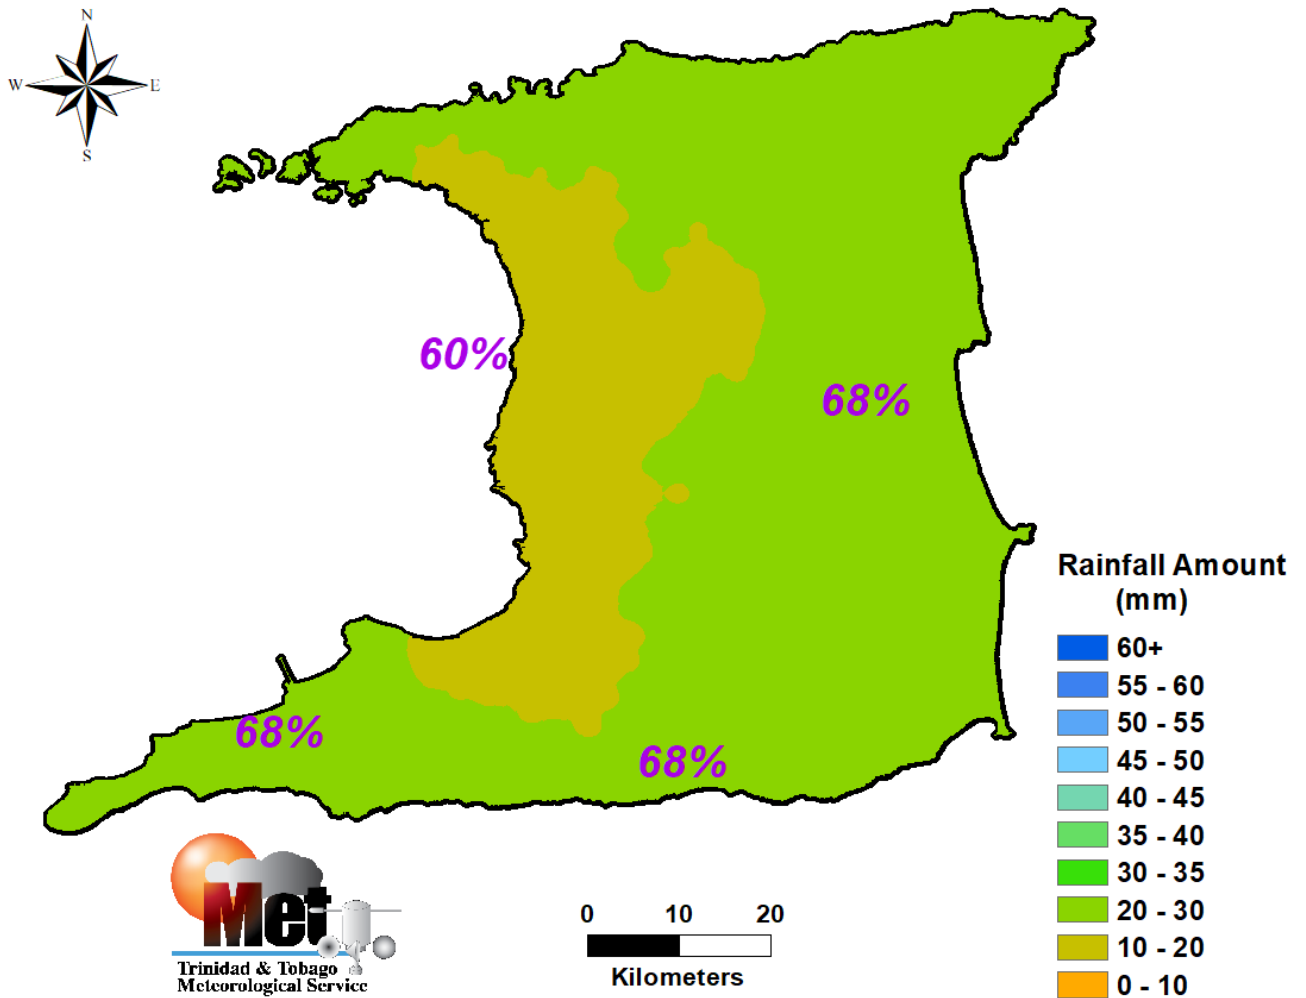 N
W
E
S
60%
68%
68%
68%
Rainfall Amount
(mm)
60+
55 - 60
50 - 55
45 - 50
40 - 45
35 - 40
30 - 35
20 - 30
10 - 20
0 - 10
0 10 20
Kilometers
Met
Trinidad & Tobago
Meteorological Service